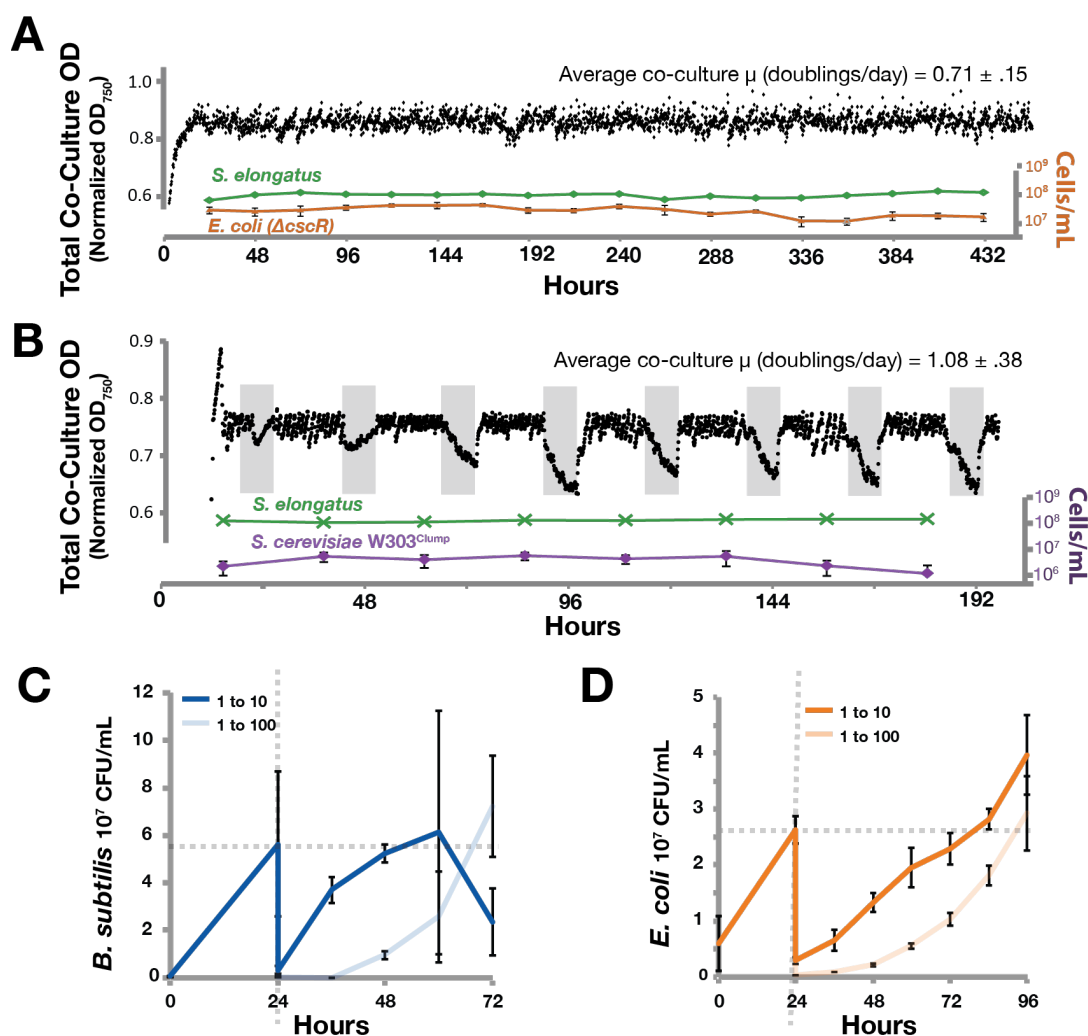 A
Total Co-Culture OD
(Normalized OD750)
1.0
0.8
0.6
Average co-culture µ (doublings/day) = 0.71 ± .15
S. elongatus
E. coli (ΔcscR)
10⁹
10⁸
10⁷
Cells/mL
0 48 96 144 192 240 288 336 384 432
Hours
B
Total Co-Culture OD
(Normalized OD750)
0.9
0.8
0.7
0.6
Average co-culture µ (doublings/day) = 1.08 ± .38
S. elongatus
S. cerevisiae W303Clump
10⁹
10⁸
10⁷
10⁶
Cells/mL
0 48 96 144 192
Hours
C
B. subtilis 10⁷ CFU/mL
12
10
8
6
4
2
0
1 to 10
1 to 100
0 24 48 72
Hours
D
E. coli 10⁷ CFU/mL
5
4
3
2
1
0
1 to 10
1 to 100
0 24 48 72 96
Hours